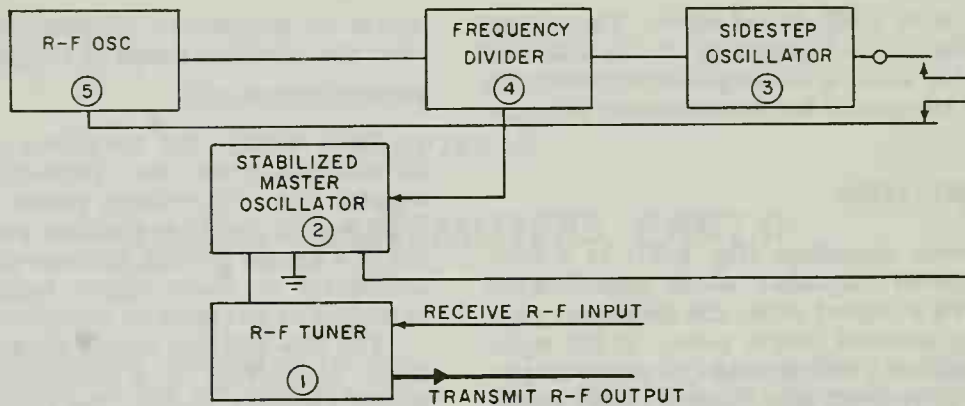 R-F OSC
5
FREQUENCY
DIVIDER
4
SIDESTEP
OSCILLATOR
3
STABILIZED
MASTER
OSCILLATOR
2
R-F TUNER
1
RECEIVE R-F INPUT
TRANSMIT R-F OUTPUT